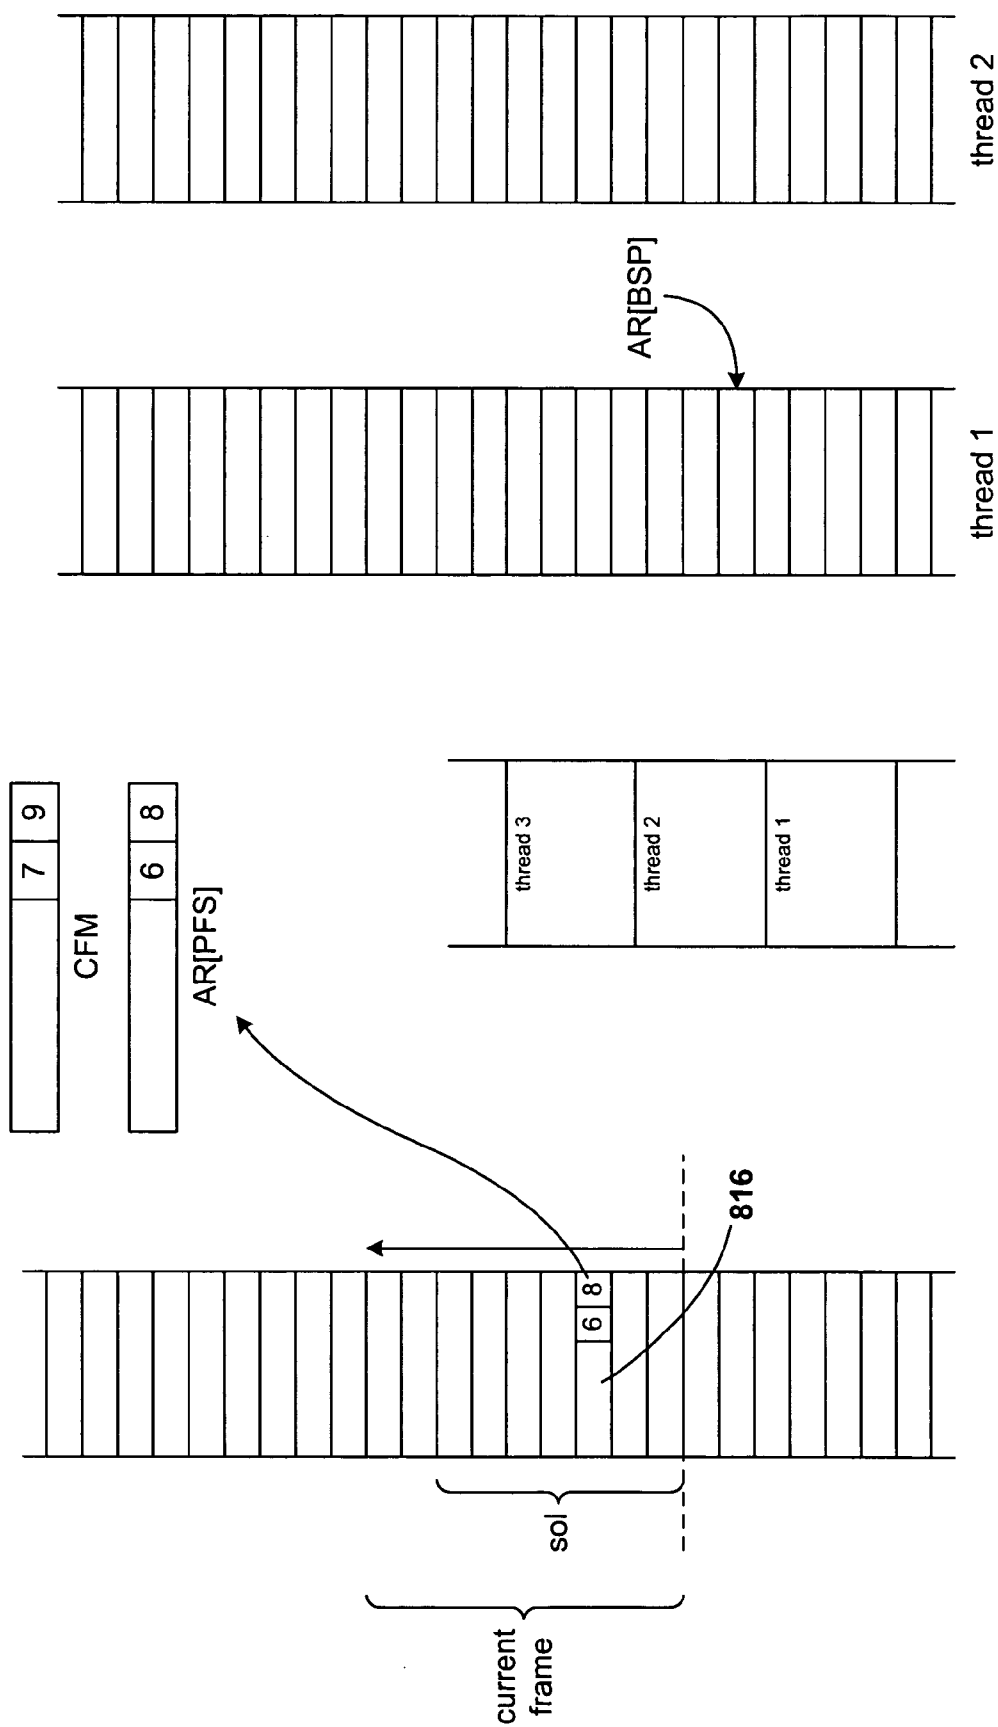 7 9
CFM
6 8
AR[PFS]
current
frame
sol
6 8
816
thread 3
thread 2
thread 1
AR[BSP]
thread 1
thread 2